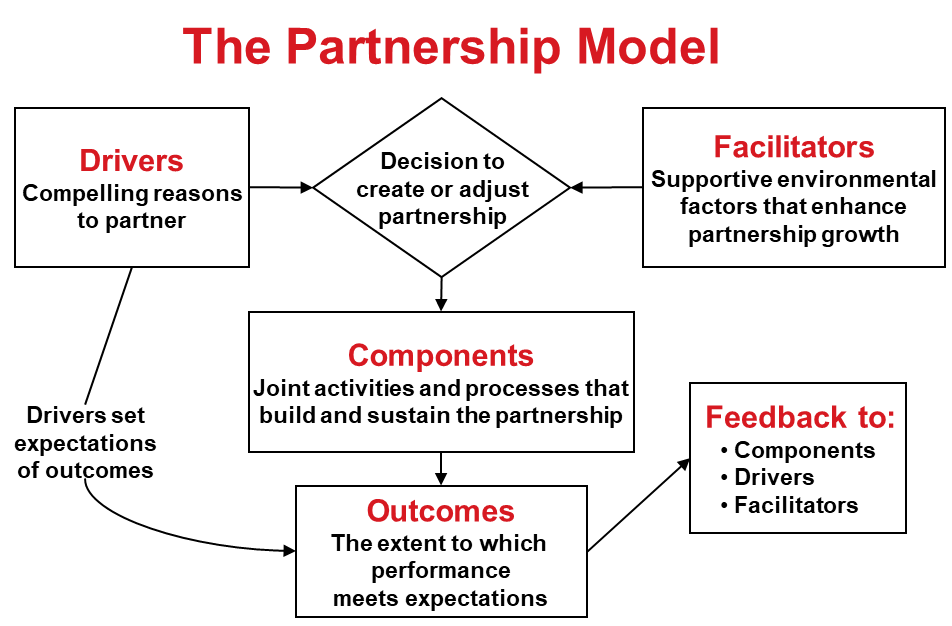 The Partnership Model
Drivers
Compelling reasons
to partner
Decision to
create or adjust
partnership
Facilitators
Supportive environmental
factors that enhance
partnership growth
Components
Joint activities and processes that
build and sustain the partnership
Drivers set
expectations
of outcomes
Feedback to:
• Components
• Drivers
• Facilitators
Outcomes
The extent to which
performance
meets expectations